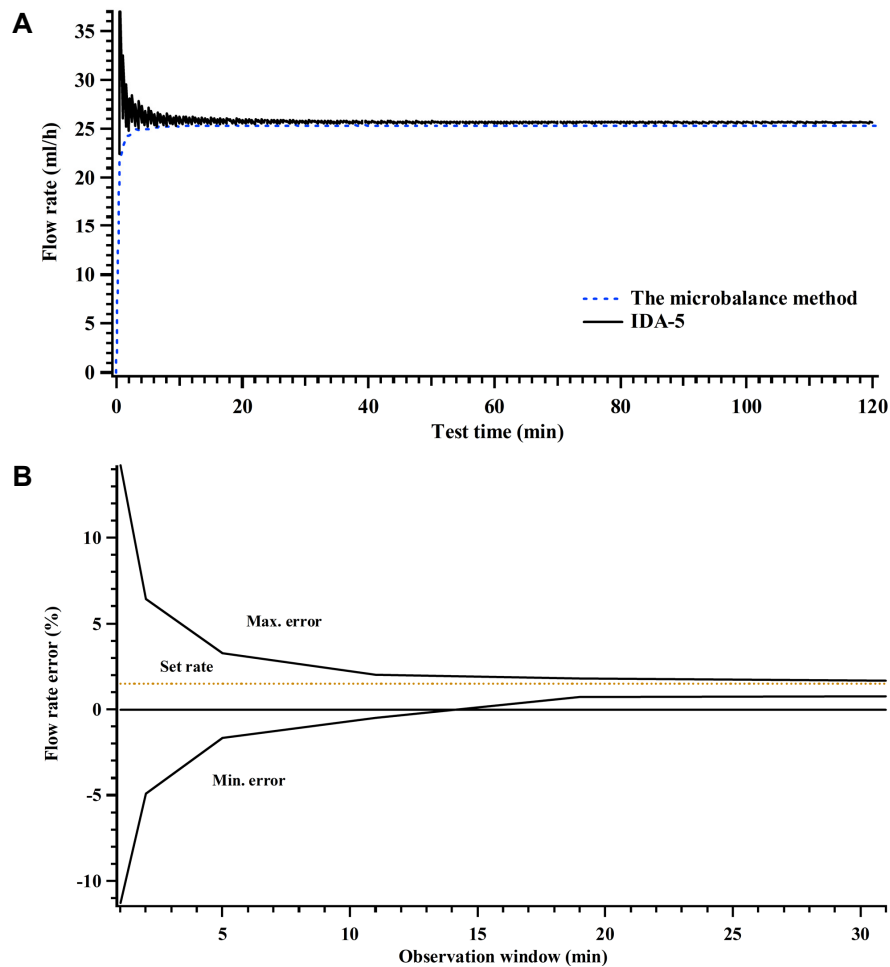 A
35
30
25
20
15
10
5
0
Flow rate (ml/h)
The microbalance method
IDA-5
0 20 40 60 80 100 120
Test time (min)
B
10
5
0
-5
-10
Flow rate error (%)
Max. error
Set rate
Min. error
5 10 15 20 25 30
Observation window (min)